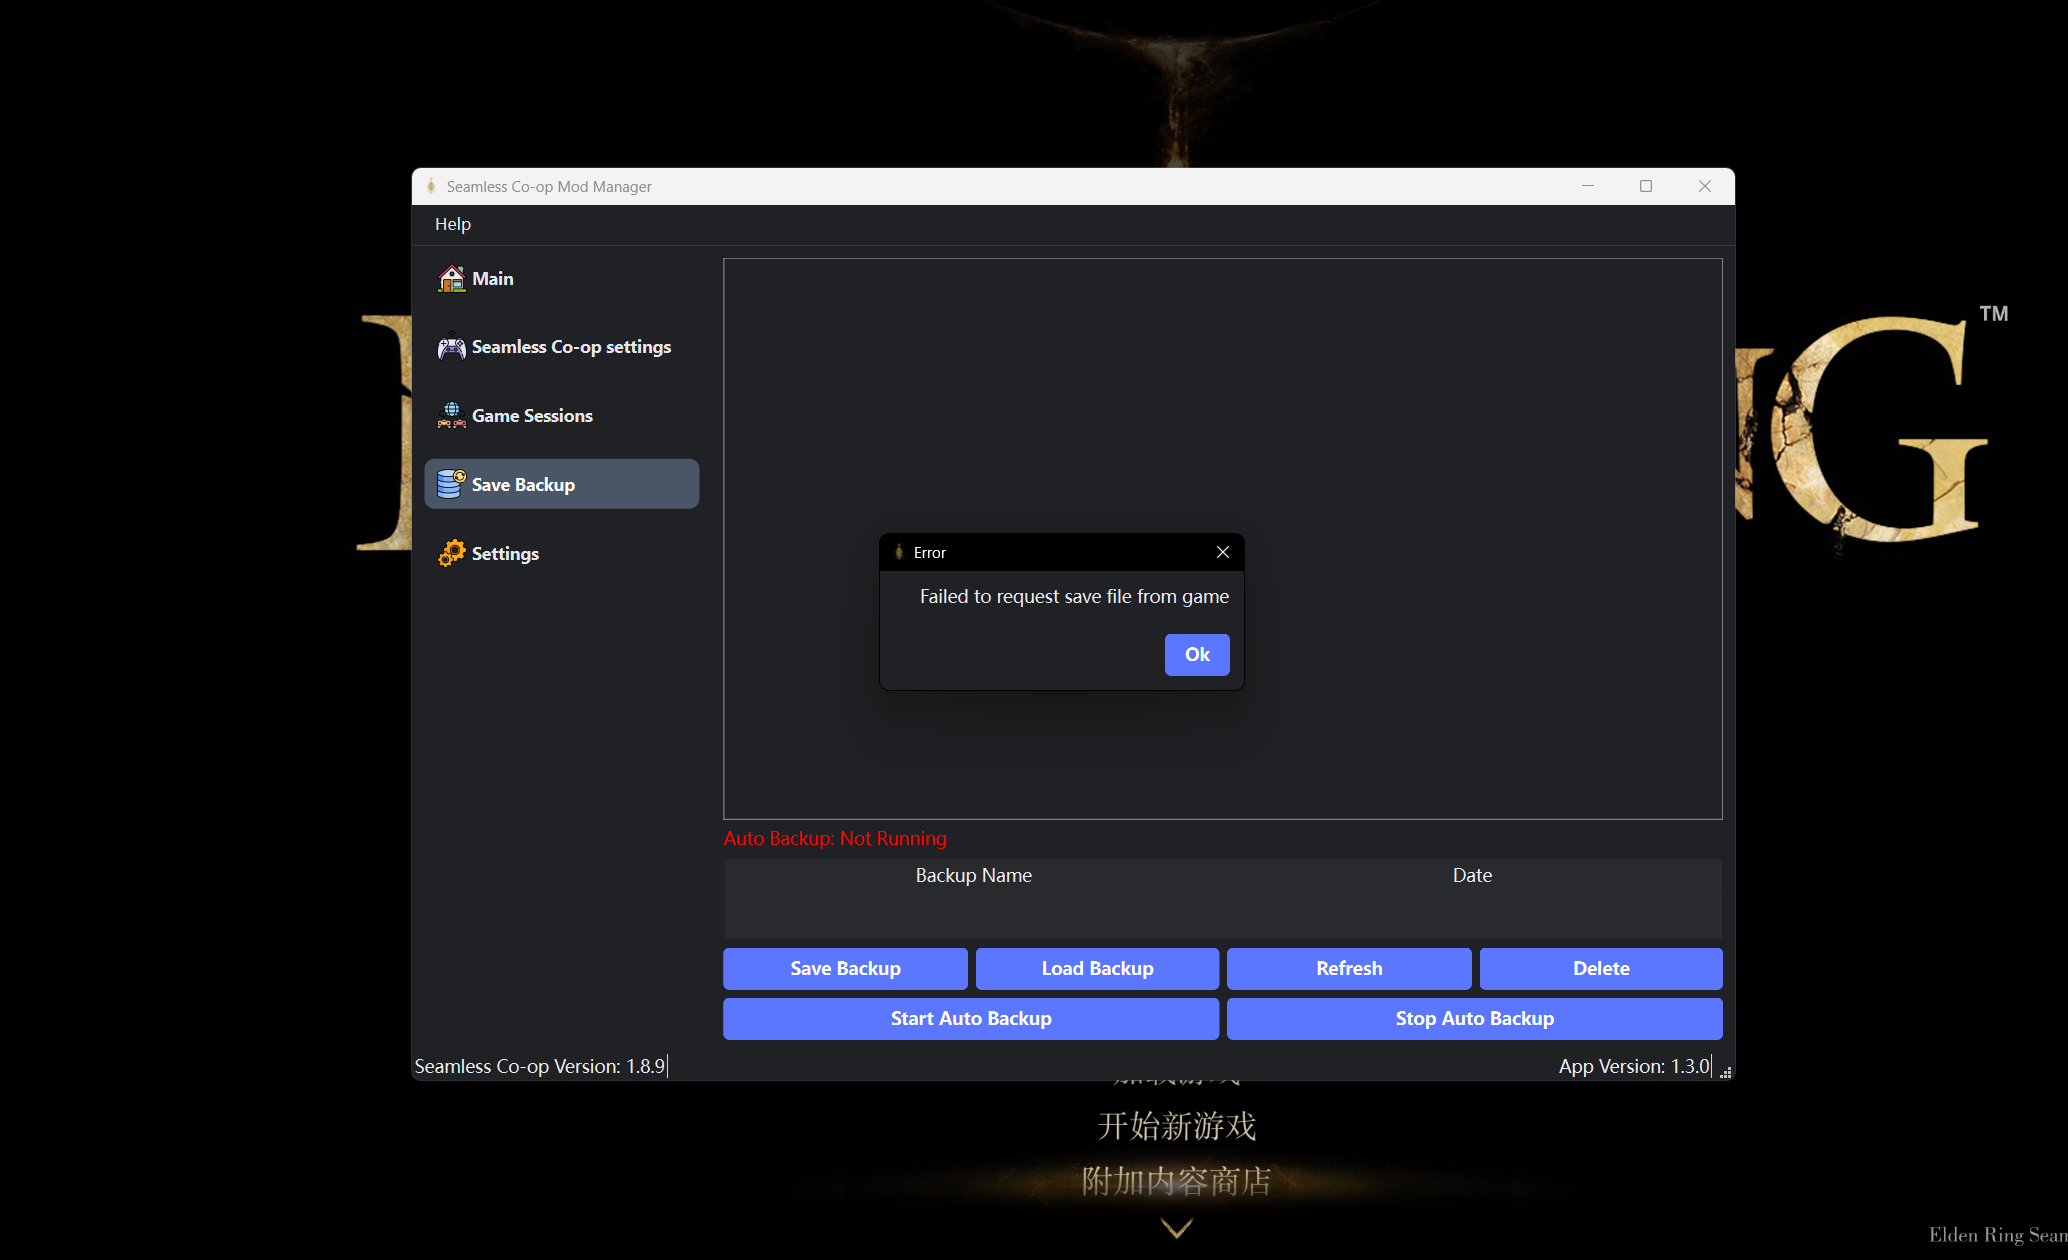 Seamless Co-op Mod Manager
Help
Main
Seamless Co-op settings
Game Sessions
Save Backup
Settings
TM
NG
Error
Failed to request save file from game
Ok
Auto Backup: Not Running
Backup Name Date
Save Backup Load Backup Refresh Delete
Start Auto Backup Stop Auto Backup
Seamless Co-op Version: 1.8.9 App Version: 1.3.0
开始新游戏
附加内容商店
Elden Ring